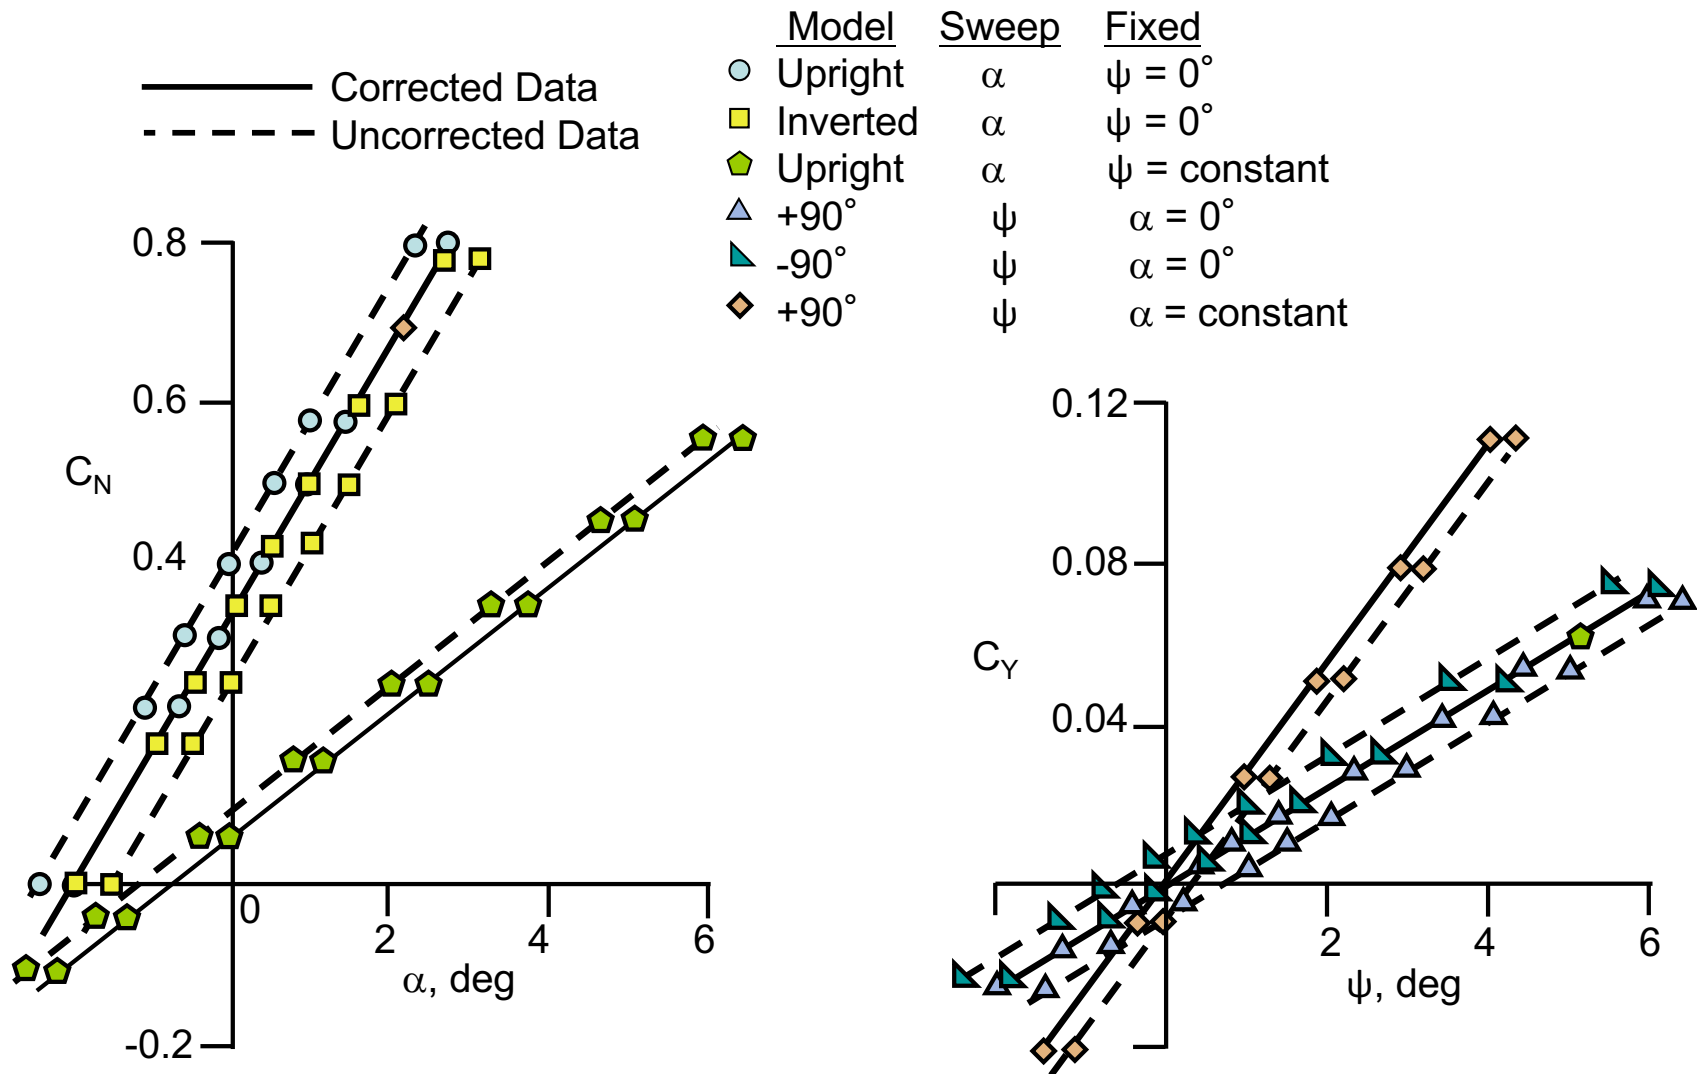 Model Sweep Fixed
Upright α ψ = 0°
Inverted α ψ = 0°
Upright α ψ = constant
+90° ψ α = 0°
-90° ψ α = 0°
+90° ψ α = constant
Corrected Data
Uncorrected Data
0.8
0.6
C_N
0.4
0
2
4
6
α, deg
-0.2
0.12
0.08
C_Y
0.04
2
4
6
ψ, deg